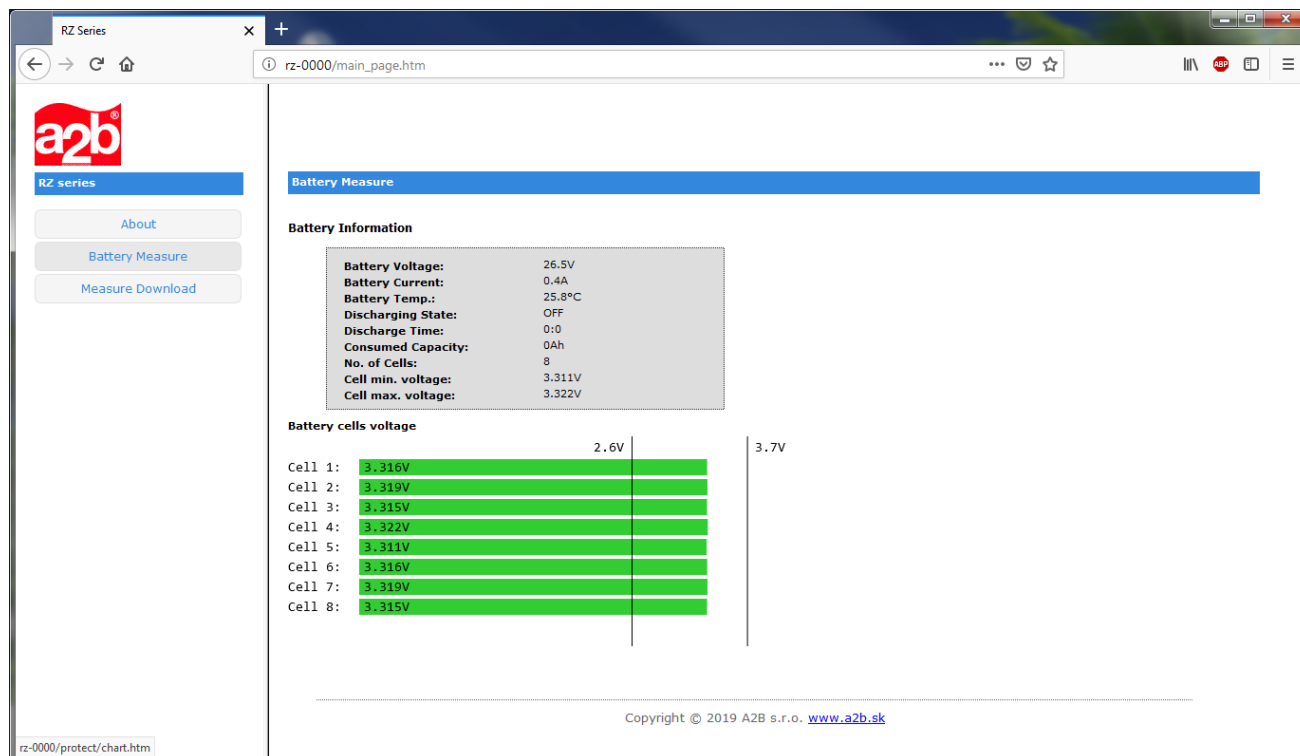 RZ Series
rz-0000/main_page.htm
ABP
a2b®
RZ series
About
Battery Measure
Measure Download
Battery Measure
Battery Information
Battery Voltage: 26.5V
Battery Current: 0.4A
Battery Temp.: 25.8°C
Discharging State: OFF
Discharge Time: 0:0
Consumed Capacity: 0Ah
No. of Cells: 8
Cell min. voltage: 3.311V
Cell max. voltage: 3.322V
Battery cells voltage
2.6V 3.7V
Cell 1: 3.316V
Cell 2: 3.319V
Cell 3: 3.315V
Cell 4: 3.322V
Cell 5: 3.311V
Cell 6: 3.316V
Cell 7: 3.319V
Cell 8: 3.315V
Copyright © 2019 A2B s.r.o. www.a2b.sk
rz-0000/protect/chart.htm